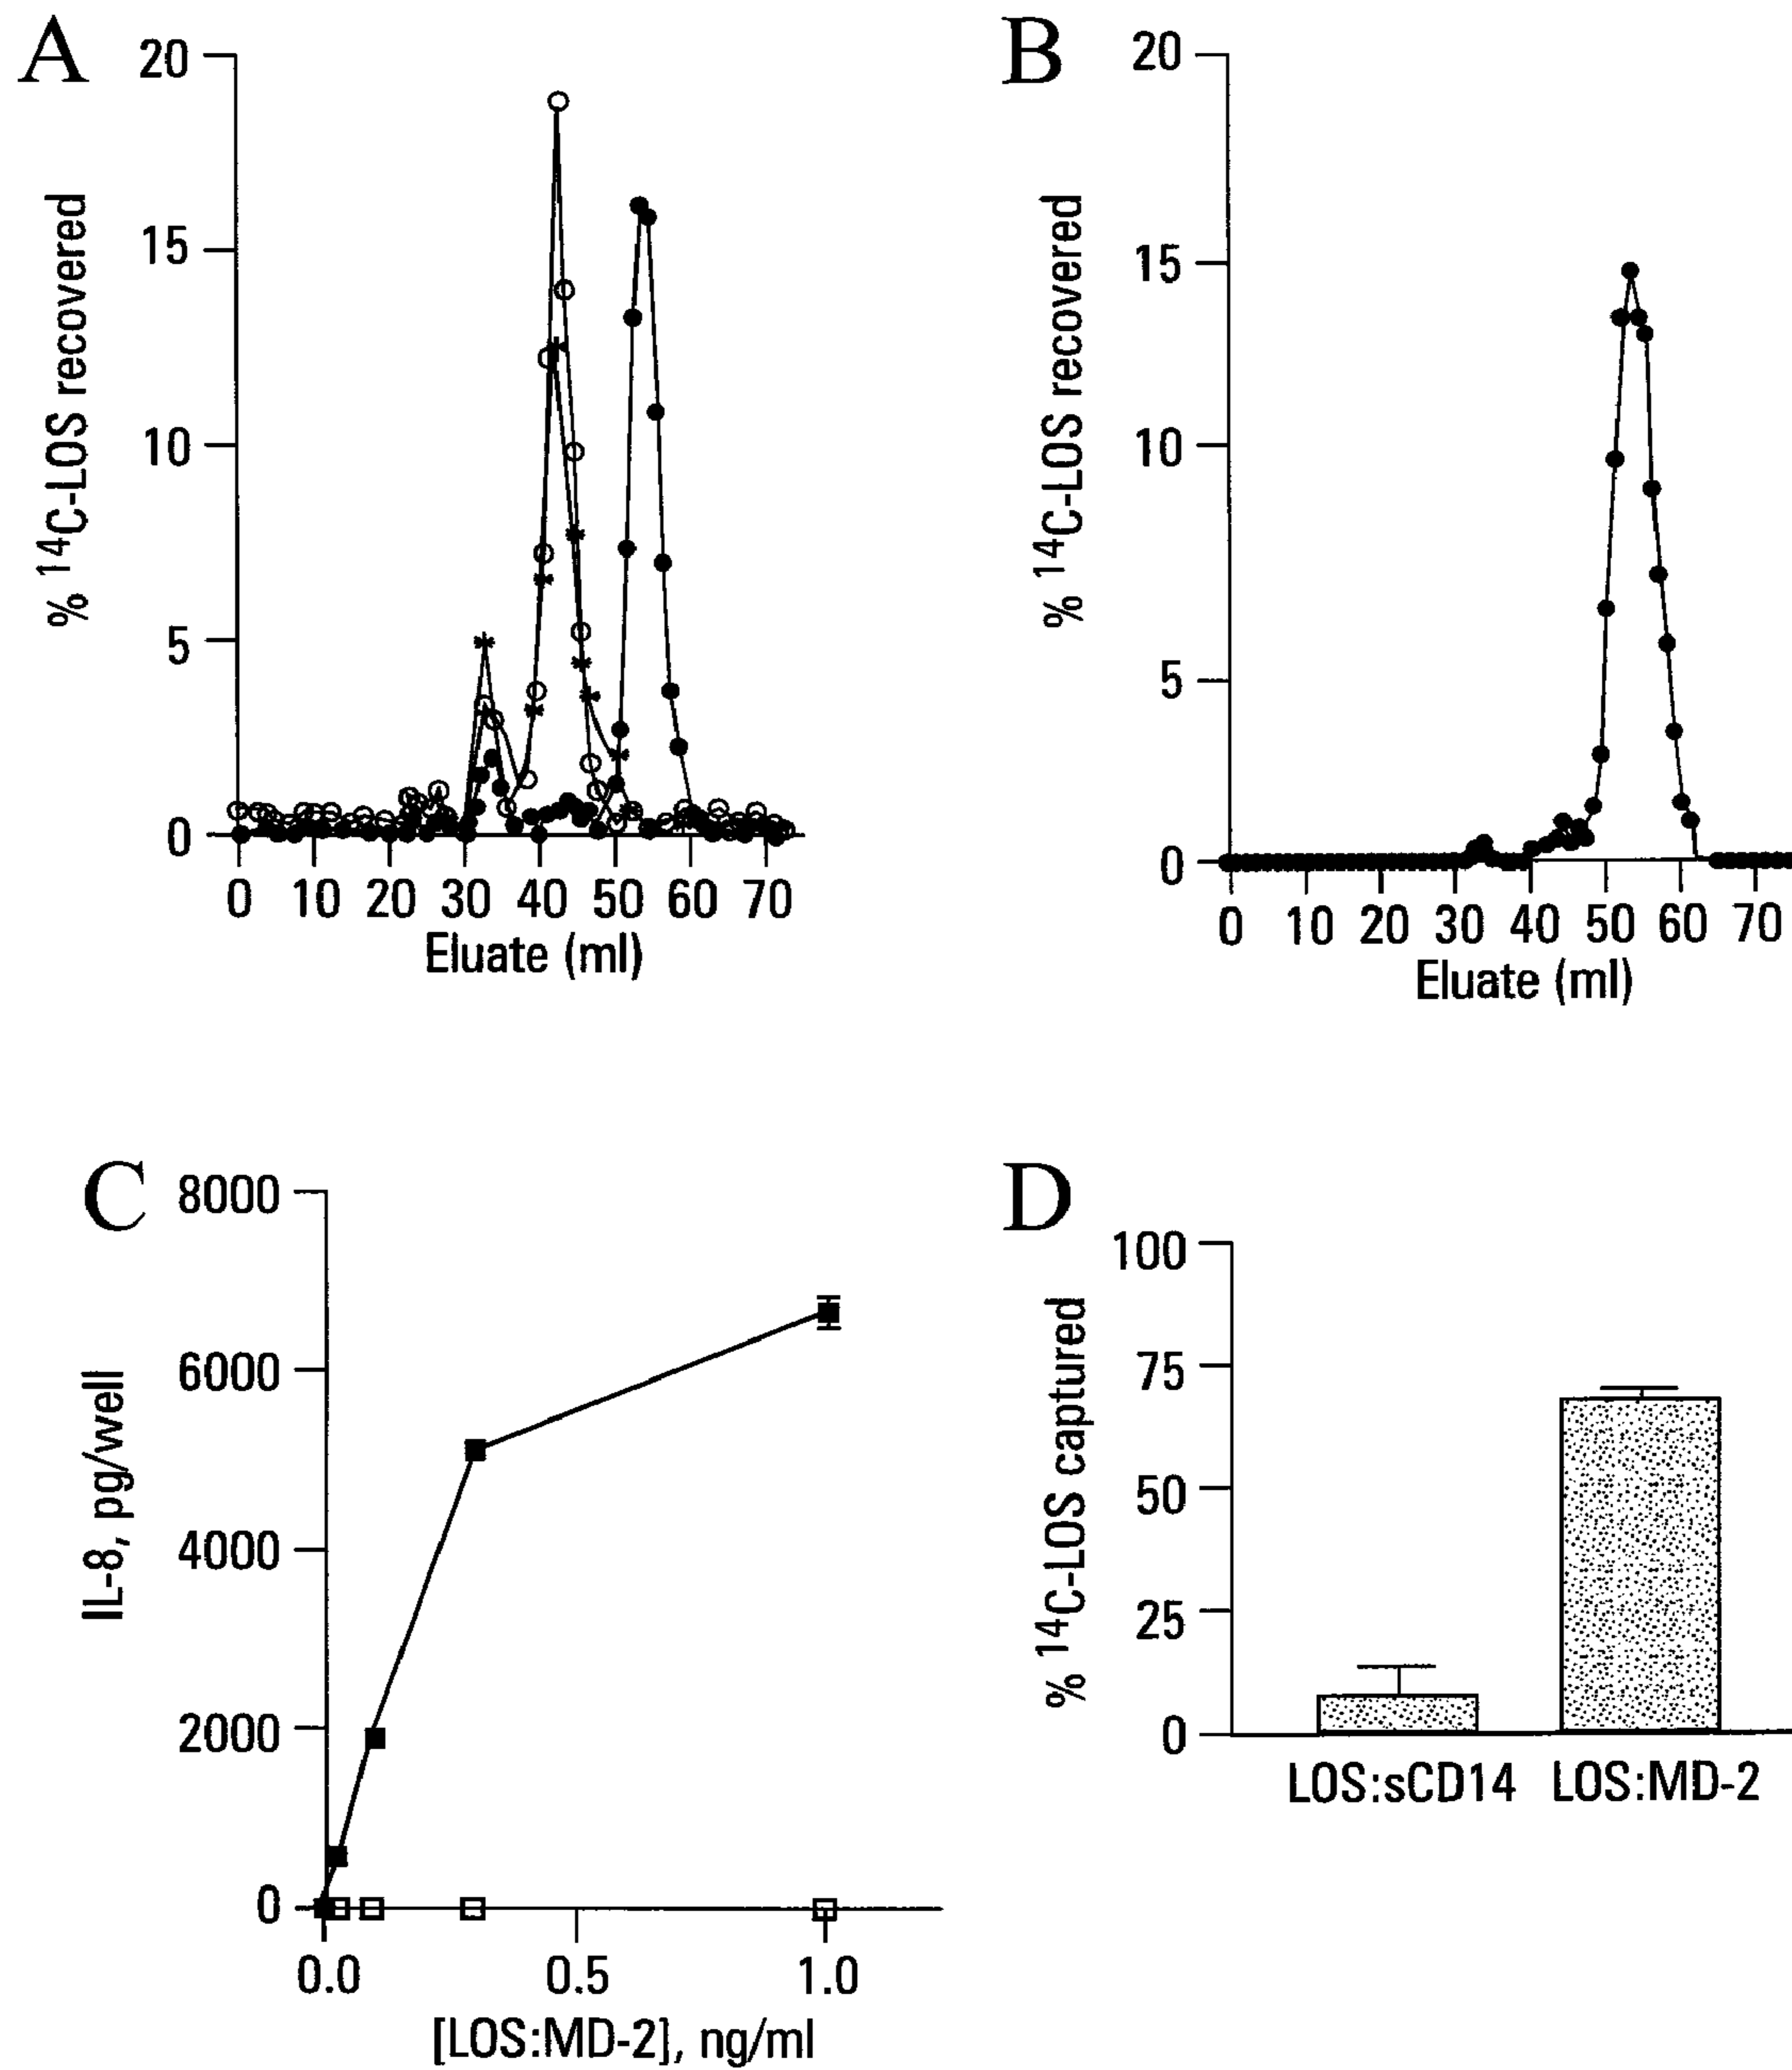 A
20
15
10
5
0
% 14C-LOS recovered
0 10 20 30 40 50 60 70
Eluate (ml)
B
20
15
10
5
0
% 14C-LOS recovered
0 10 20 30 40 50 60 70
Eluate (ml)
C
8000
6000
4000
2000
0
IL-8, pg/well
0.0 0.5 1.0
[LOS:MD-2], ng/ml
D
100
75
50
25
0
% 14C-LOS captured
LOS:sCD14 LOS:MD-2